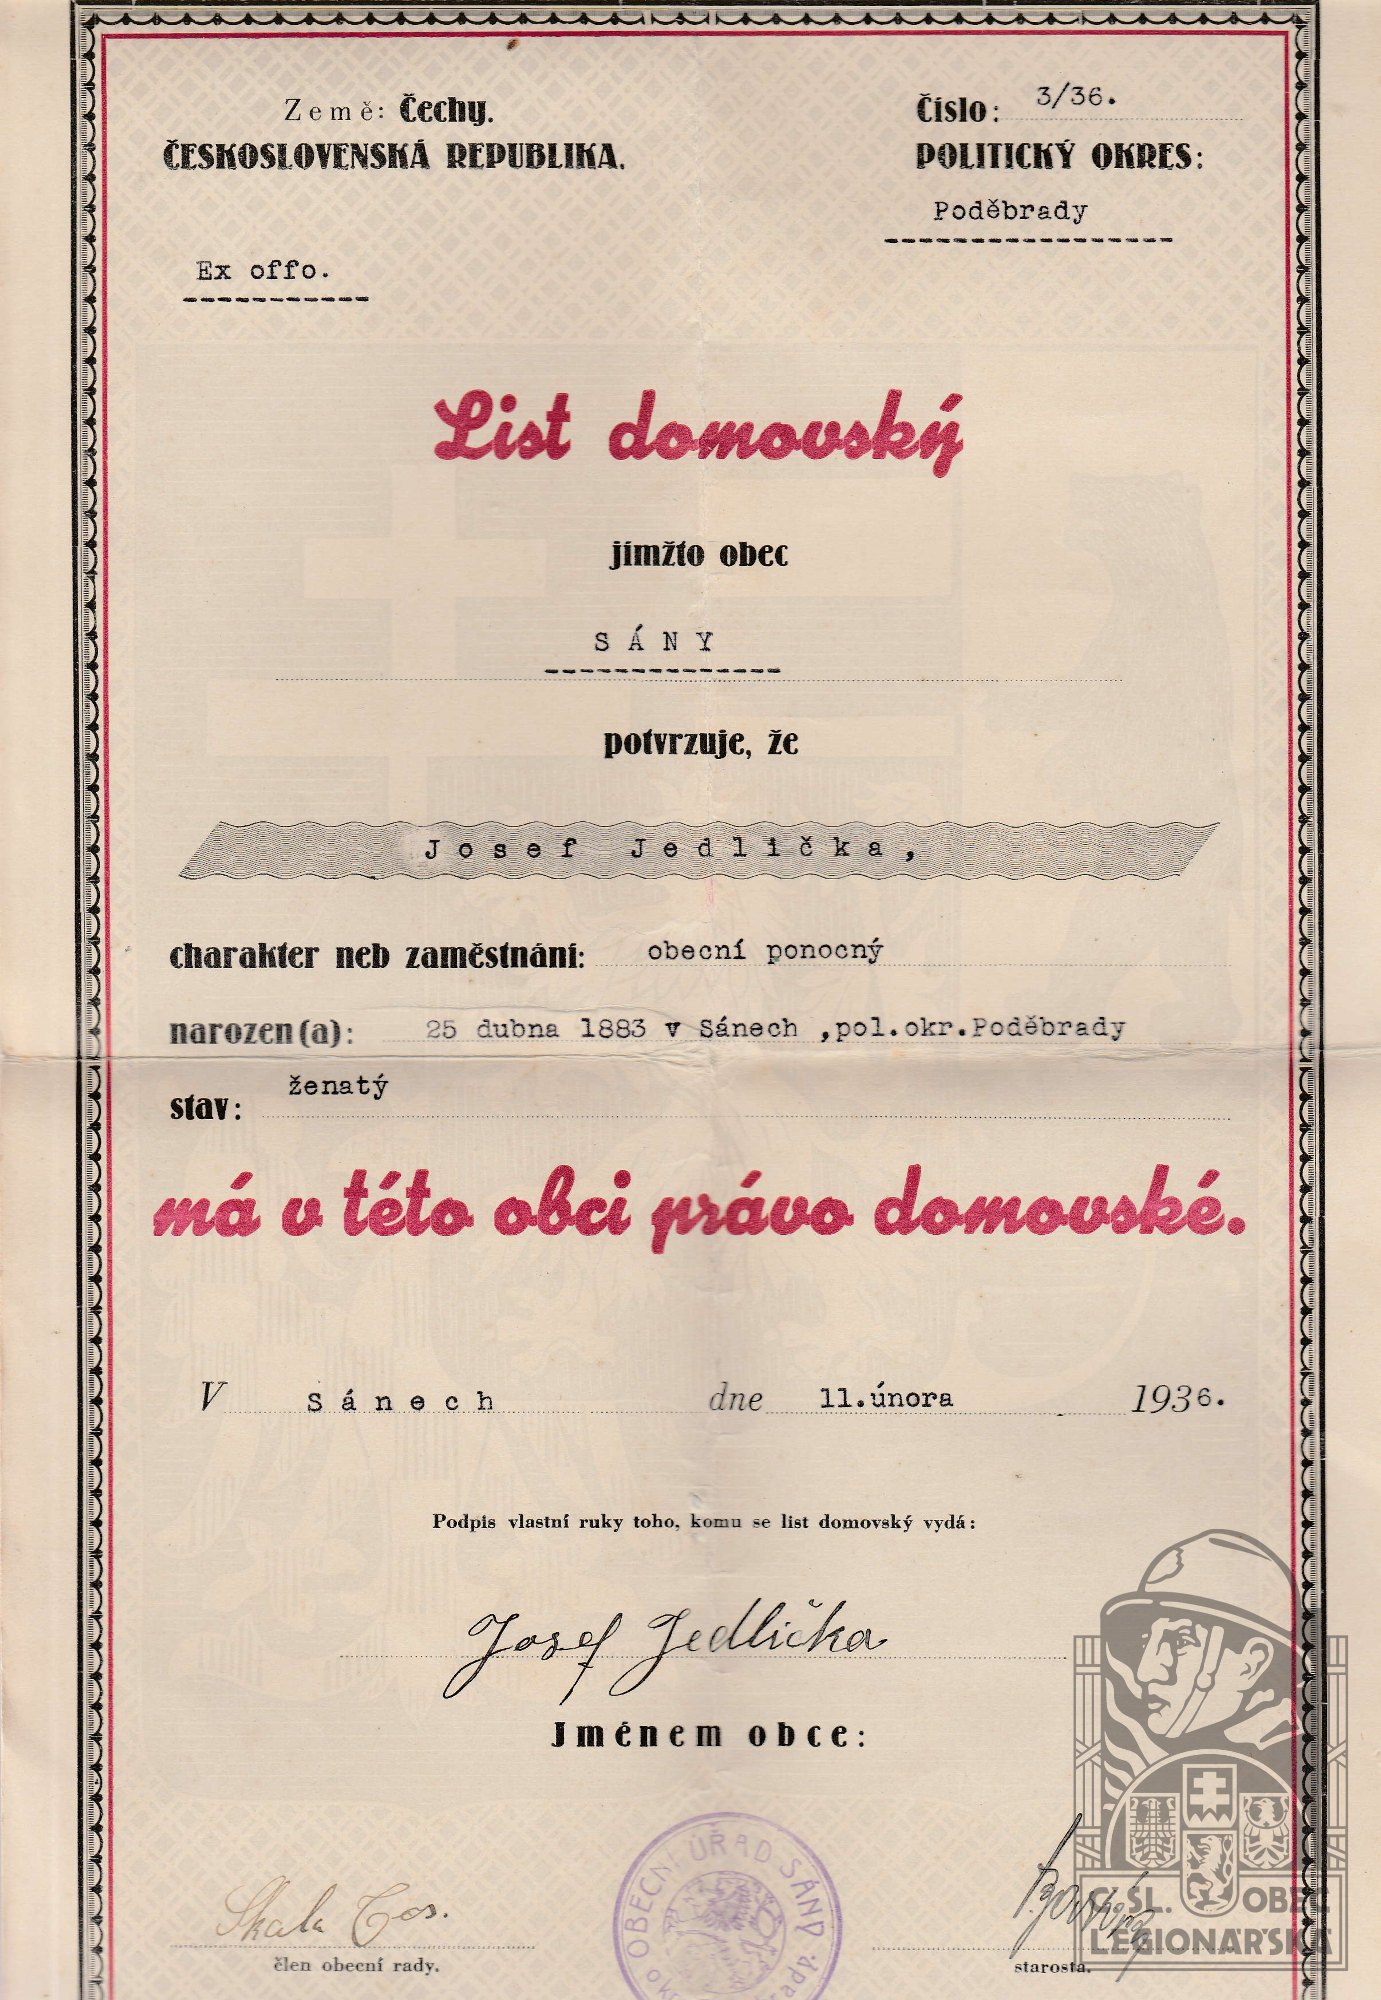 Země: Čechy.
ČESKOSLOVENSKÁ REPUBLIKA.
Číslo: 3/36.
POLITICKÝ OKRES:
Poděbrady
Ex offo.
List domovský
jímžto obec
SÁNY
potvrzuje, že
Josef Jedlička,
charakter neb zaměstnání: obecní ponocný
narozen(a): 25 dubna 1883 v Sánech ,pol.okr.Poděbrady
stav: ženatý
má v této obci právo domovské.
V Sánech dne 11.února 1936.
Podpis vlastní ruky toho, komu se list domovský vydá:
Josef Jedlička
Jménem obce:
OBECNÍ ÚŘAD SÁNY
Skala
člen obecní rady.
starosta.
ČSL. OBEC
LEGIONÁŘSKÁ